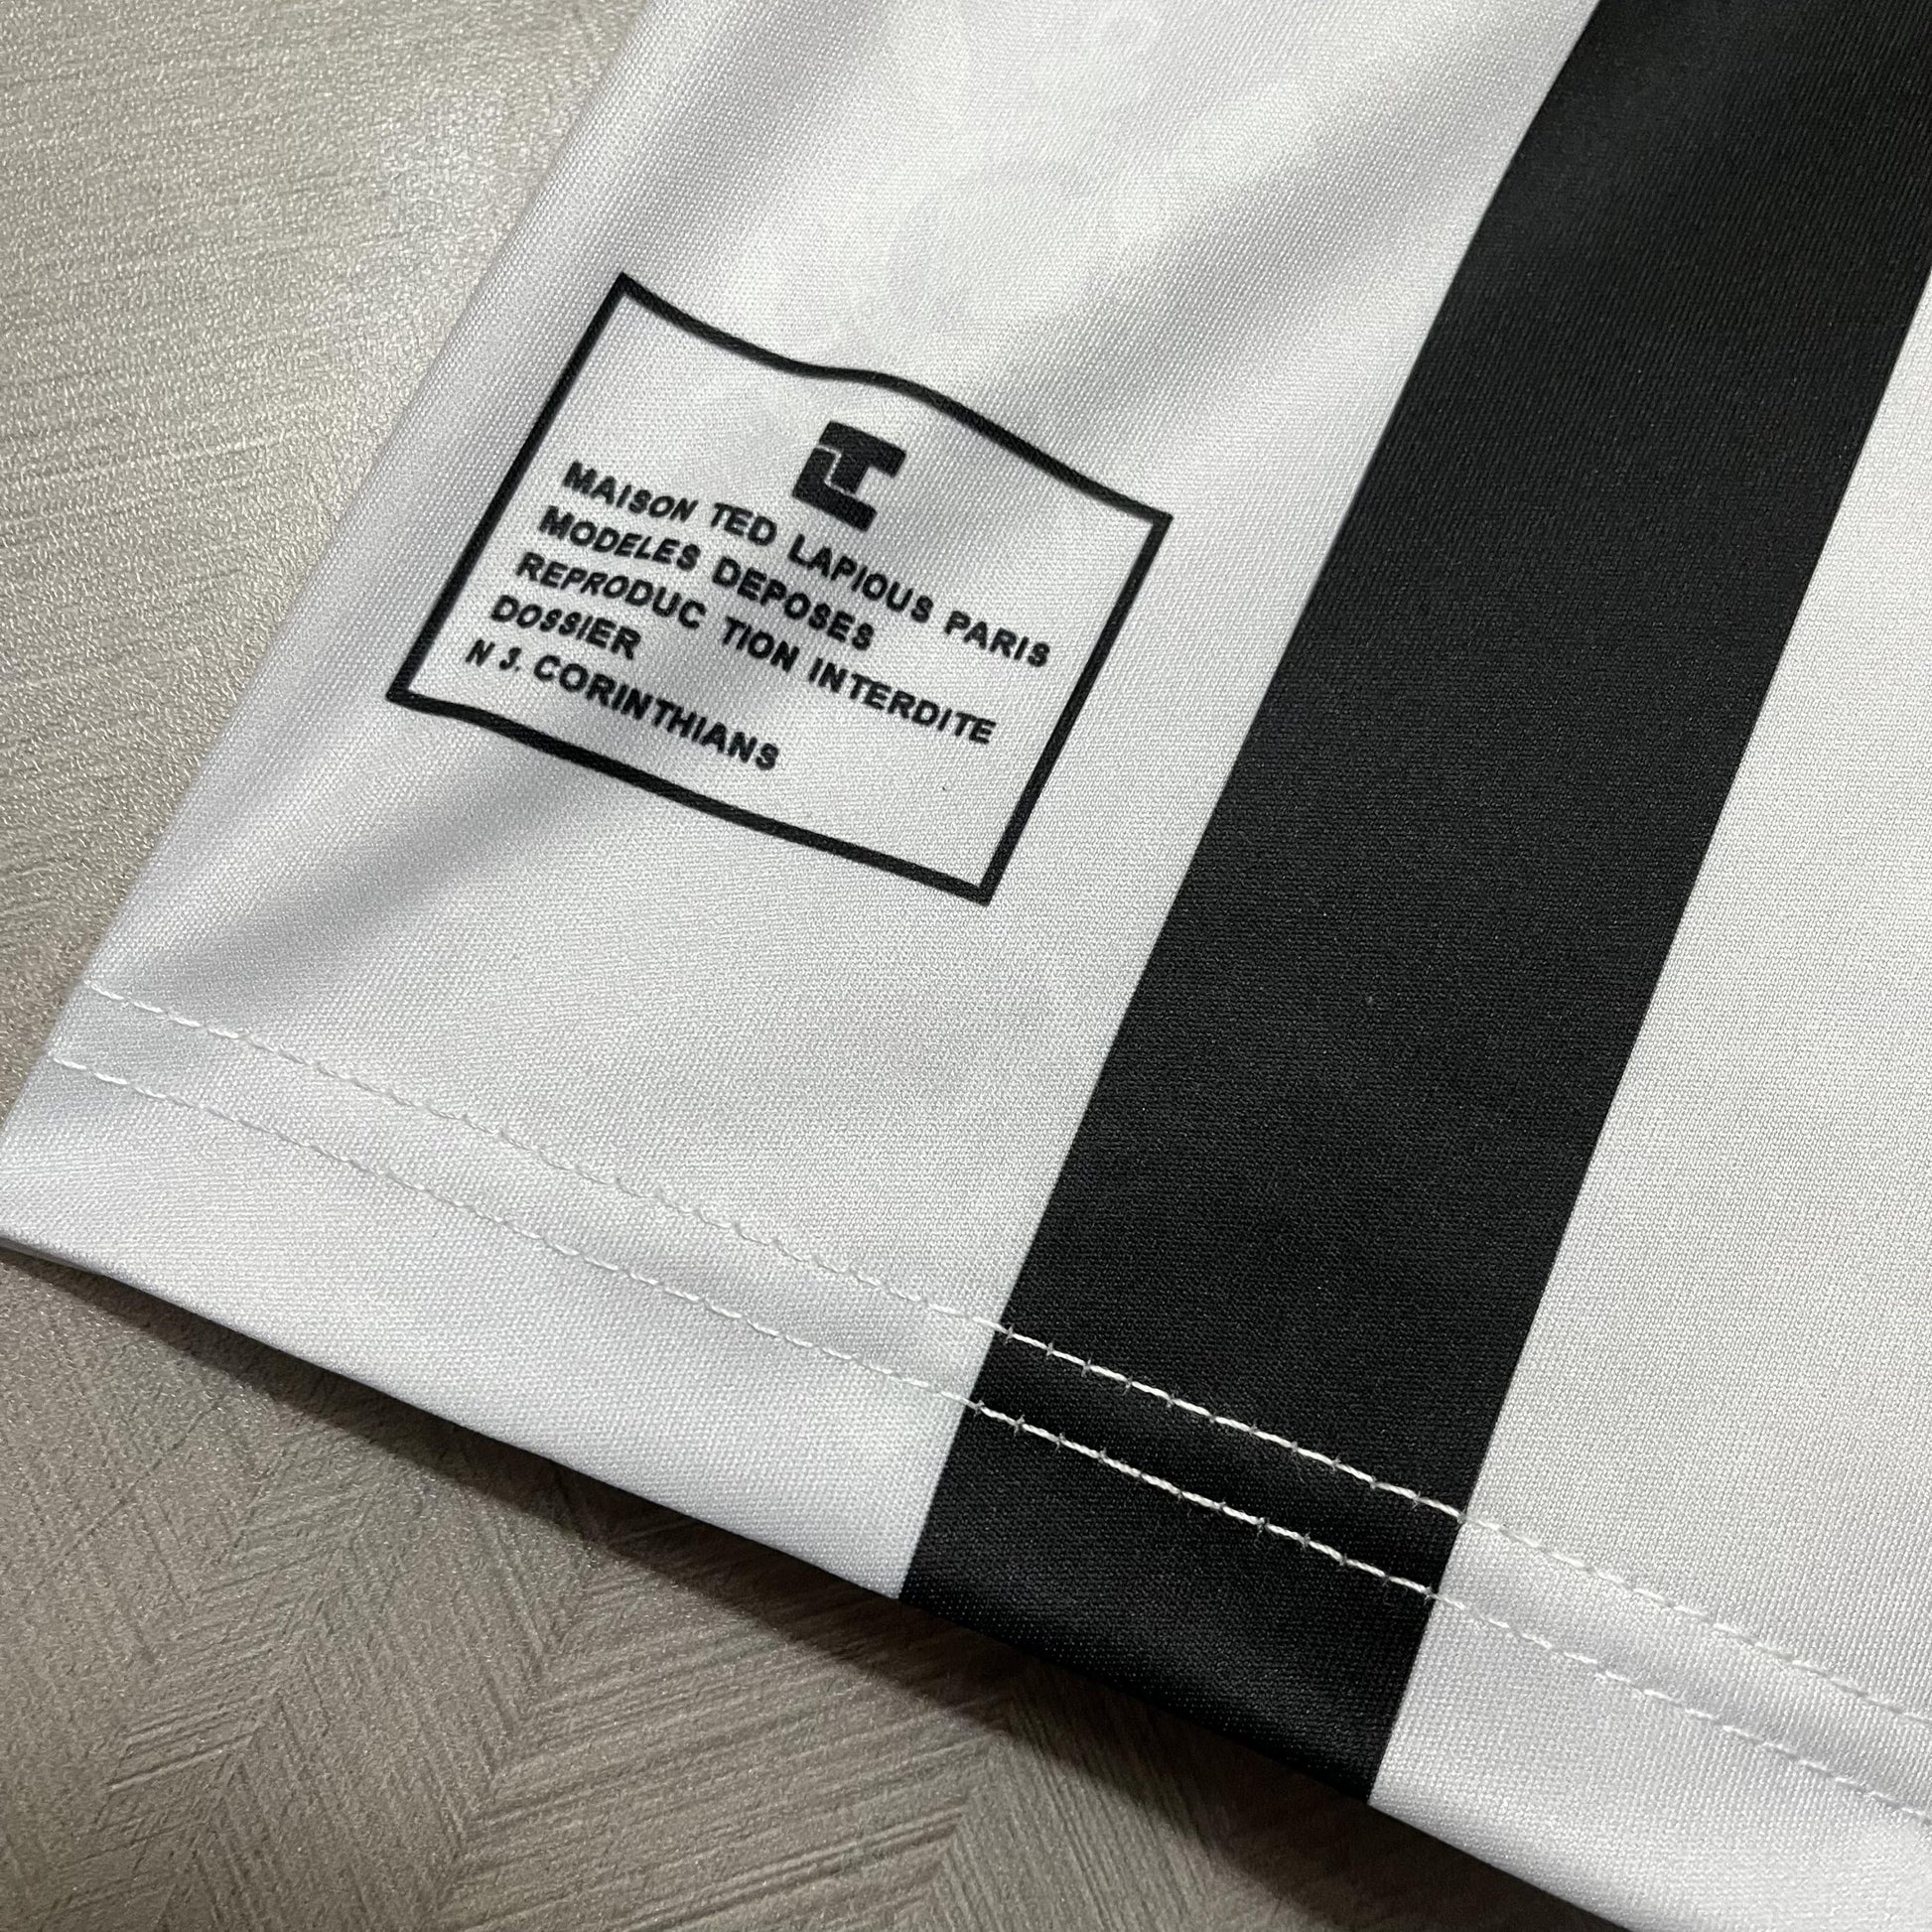 MAISON TED LAPIOUS PARIS
MODELES DEPOSES
REPRODUC TION INTERDITE
DOSSIER
N J. CORINTHIANS